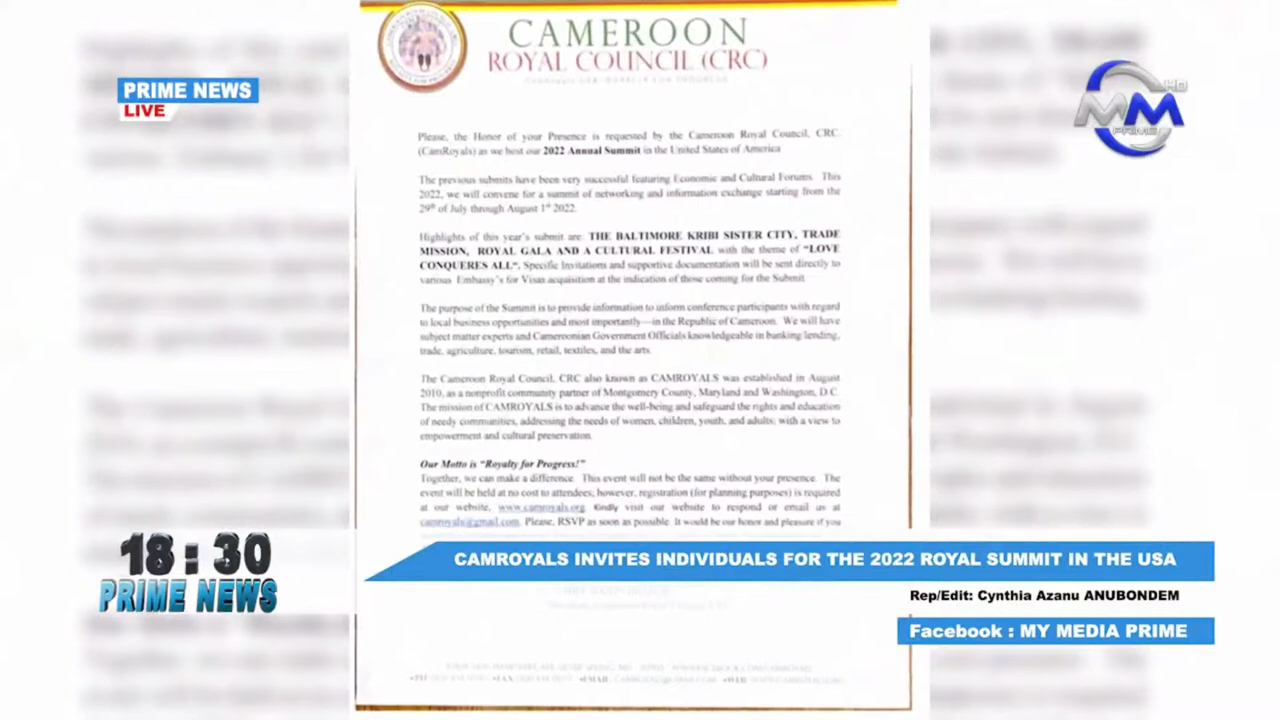 CAMEROON
ROYAL COUNCIL (CRC)
PRIME NEWS
LIVE
MM
HD
PRIME
Please, the Honor of your Presence is requested by the Cameroon Royal Council, CRC.
(CamRoyals) as we host our 2022 Annual Summit in the United States of America
The previous submits have been very successful featuring Economic and Cultural Forums. This
2022, we will convene for a summit of networking and information exchange starting from the
29th of July through August 1st 2022.
Highlights of this year's submit are: THE BALTIMORE KRIBI SISTER CITY, TRADE
MISSION, ROYAL GALA AND A CULTURAL FESTIVAL with the theme of "LOVE
CONQUERES ALL". Specific Invitations and supportive documentation will be sent directly to
various Embassy's for Visas acquisition at the indication of those coming for the Submit
The purpose of the Summit is to provide information to inform conference participants with regard
to local business opportunities and most importantly—in the Republic of Cameroon. We will have
subject matter experts and Cameroonian Government Officials knowledgeable in banking/lending,
trade, agriculture, tourism, retail, textiles, and the arts.
The Cameroon Royal Council, CRC also known as CAMROYALS was established in August
2010, as a nonprofit community partner of Montgomery County, Maryland and Washington, D.C.
The mission of CAMROYALS is to advance the well-being and safeguard the rights and education
of needy communities, addressing the needs of women, children, youth, and adults; with a view to
empowerment and cultural preservation.
Our Motto is "Royalty for Progress!"
Together, we can make a difference. This event will not be the same without your presence. The
event will be held at no cost to attendees; however, registration (for planning purposes) is required
at our website, www.camroyals.org. Kindly visit our website to respond or email us at
camroyals@gmail.com. Please, RSVP as soon as possible. It would be our honor and pleasure if you
18:30
PRIME NEWS
CAMROYALS INVITES INDIVIDUALS FOR THE 2022 ROYAL SUMMIT IN THE USA
Rep/Edit: Cynthia Azanu ANUBONDEM
Facebook : MY MEDIA PRIME